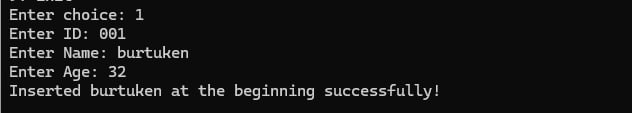 Enter choice: 1
Enter ID: 001
Enter Name: burtuken
Enter Age: 32
Inserted burtuken at the beginning successfully!